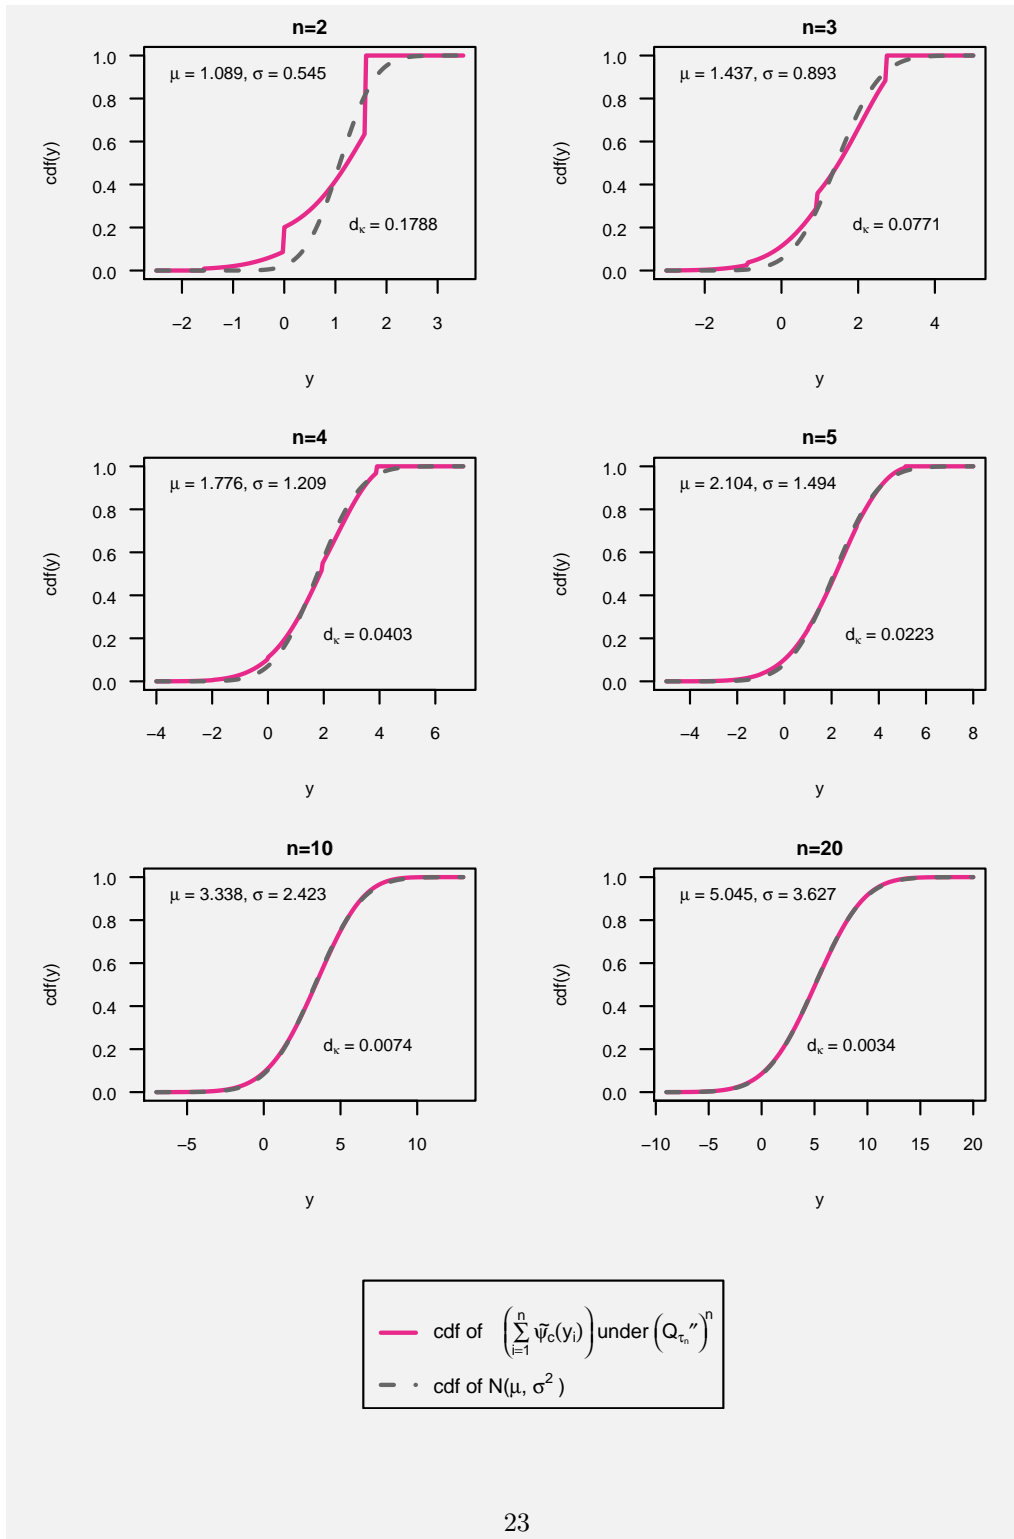 n=2
μ = 1.089, σ = 0.545
cdf(y)
1.0
0.8
0.6
0.4
0.2
0.0
dκ = 0.1788
−2 −1 0 1 2 3
y
n=3
μ = 1.437, σ = 0.893
cdf(y)
1.0
0.8
0.6
0.4
0.2
0.0
dκ = 0.0771
−2 0 2 4
y
n=4
μ = 1.776, σ = 1.209
cdf(y)
1.0
0.8
0.6
0.4
0.2
0.0
dκ = 0.0403
−4 −2 0 2 4 6
y
n=5
μ = 2.104, σ = 1.494
cdf(y)
1.0
0.8
0.6
0.4
0.2
0.0
dκ = 0.0223
−4 −2 0 2 4 6 8
y
n=10
μ = 3.338, σ = 2.423
cdf(y)
1.0
0.8
0.6
0.4
0.2
0.0
dκ = 0.0074
−5 0 5 10
y
n=20
μ = 5.045, σ = 3.627
cdf(y)
1.0
0.8
0.6
0.4
0.2
0.0
dκ = 0.0034
−10 −5 0 5 10 15 20
y
cdf of (∑i=1n ψ̃c(yi)) under (Qτn″)n
cdf of N(μ, σ2 )
23